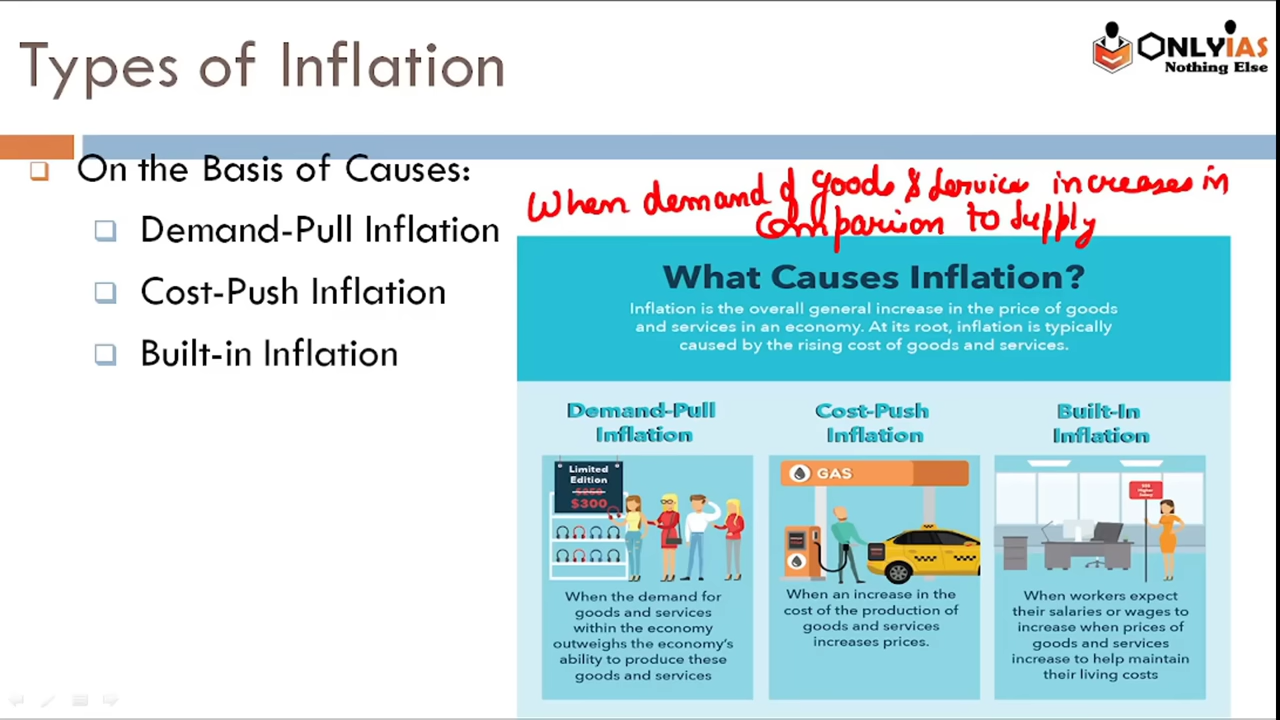 Types of Inflation
ONLYIAS
Nothing Else
On the Basis of Causes:
Demand-Pull Inflation
Cost-Push Inflation
Built-in Inflation
When demand of goods & services increases in
comparison to supply
What Causes Inflation?
Inflation is the overall general increase in the price of goods
and services in an economy. At its root, inflation is typically
caused by the rising cost of goods and services.
Demand-Pull
Inflation
Limited
Edition
$250
$300
When the demand for
goods and services
within the economy
outweighs the economy's
ability to produce these
goods and services
Cost-Push
Inflation
GAS
When an increase in the
cost of the production of
goods and services
increases prices.
Built-In
Inflation
Higher
Salary
When workers expect
their salaries or wages to
increase when prices of
goods and services
increase to help maintain
their living costs